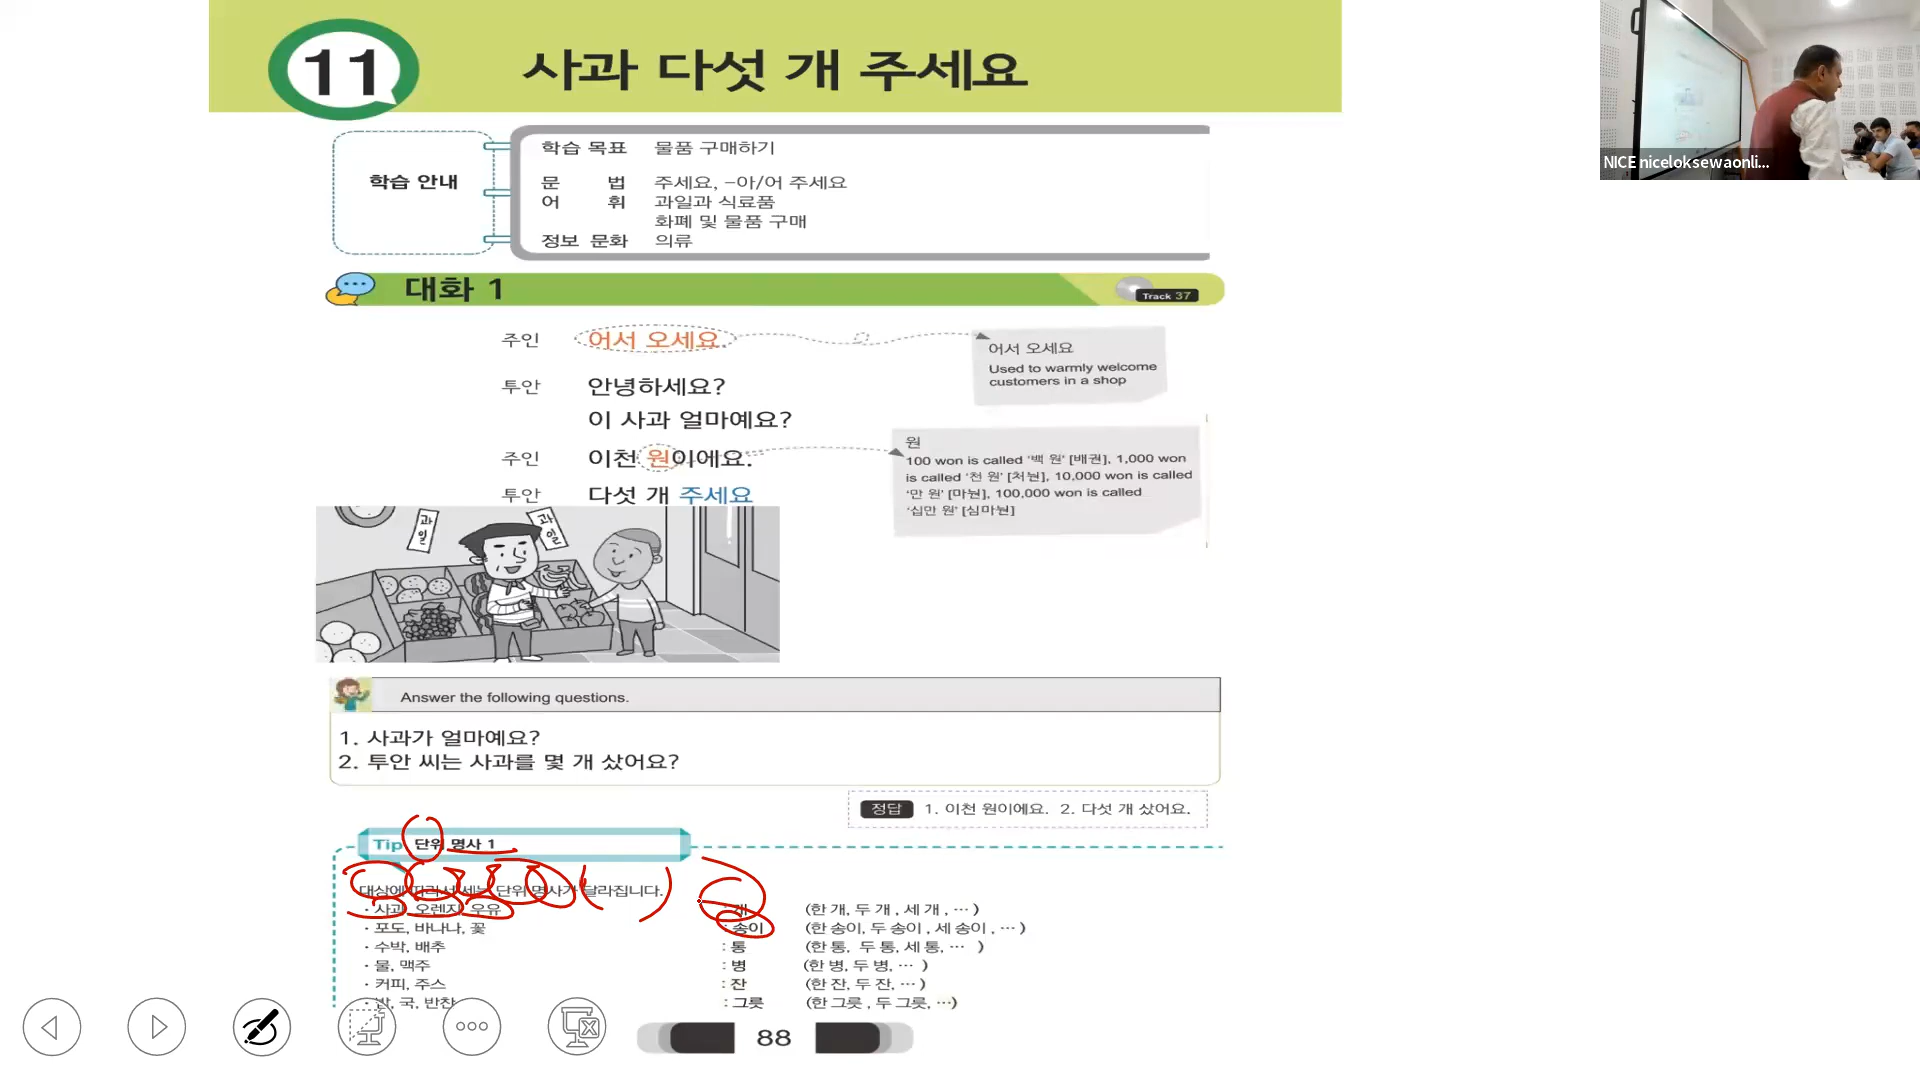 11
사과 다섯 개 주세요
학습 안내
학습 목표 물품 구매하기
문 법 주세요, –아/어 주세요
어 휘 과일과 식료품
화폐 및 물품 구매
정보 문화 의류
대화 1
Track 37
주인 어서 오세요.
어서 오세요
Used to warmly welcome
customers in a shop
투안 안녕하세요?
이 사과 얼마예요?
주인 이천 원이에요.
투안 다섯 개 주세요
원
100 won is called '백 원' [배권], 1,000 won
is called '천 원' [처눤], 10,000 won is called
'만 원' [마눤], 100,000 won is called
'십만 원' [심마눤]
과일
과일
Answer the following questions.
1. 사과가 얼마예요?
2. 투안 씨는 사과를 몇 개 샀어요?
정답 1. 이천 원이에요. 2. 다섯 개 샀어요.
Tip 단위 명사 1
대상에 따라서 세는 단위 명사가 달라집니다.
· 사과, 오렌지, 우유 : 개 (한 개, 두 개 , 세 개 , ··· )
· 포도, 바나나, 꽃 : 송이 (한 송이, 두 송이 , 세 송이 , ··· )
· 수박, 배추 : 통 (한 통, 두 통, 세 통, ··· )
· 물, 맥주 : 병 (한 병, 두 병, ··· )
· 커피, 주스 : 잔 (한 잔, 두 잔, ··· )
· 밥, 국, 반찬 : 그릇 (한 그릇 , 두 그릇, ···)
88
NICE niceloksewaonli...